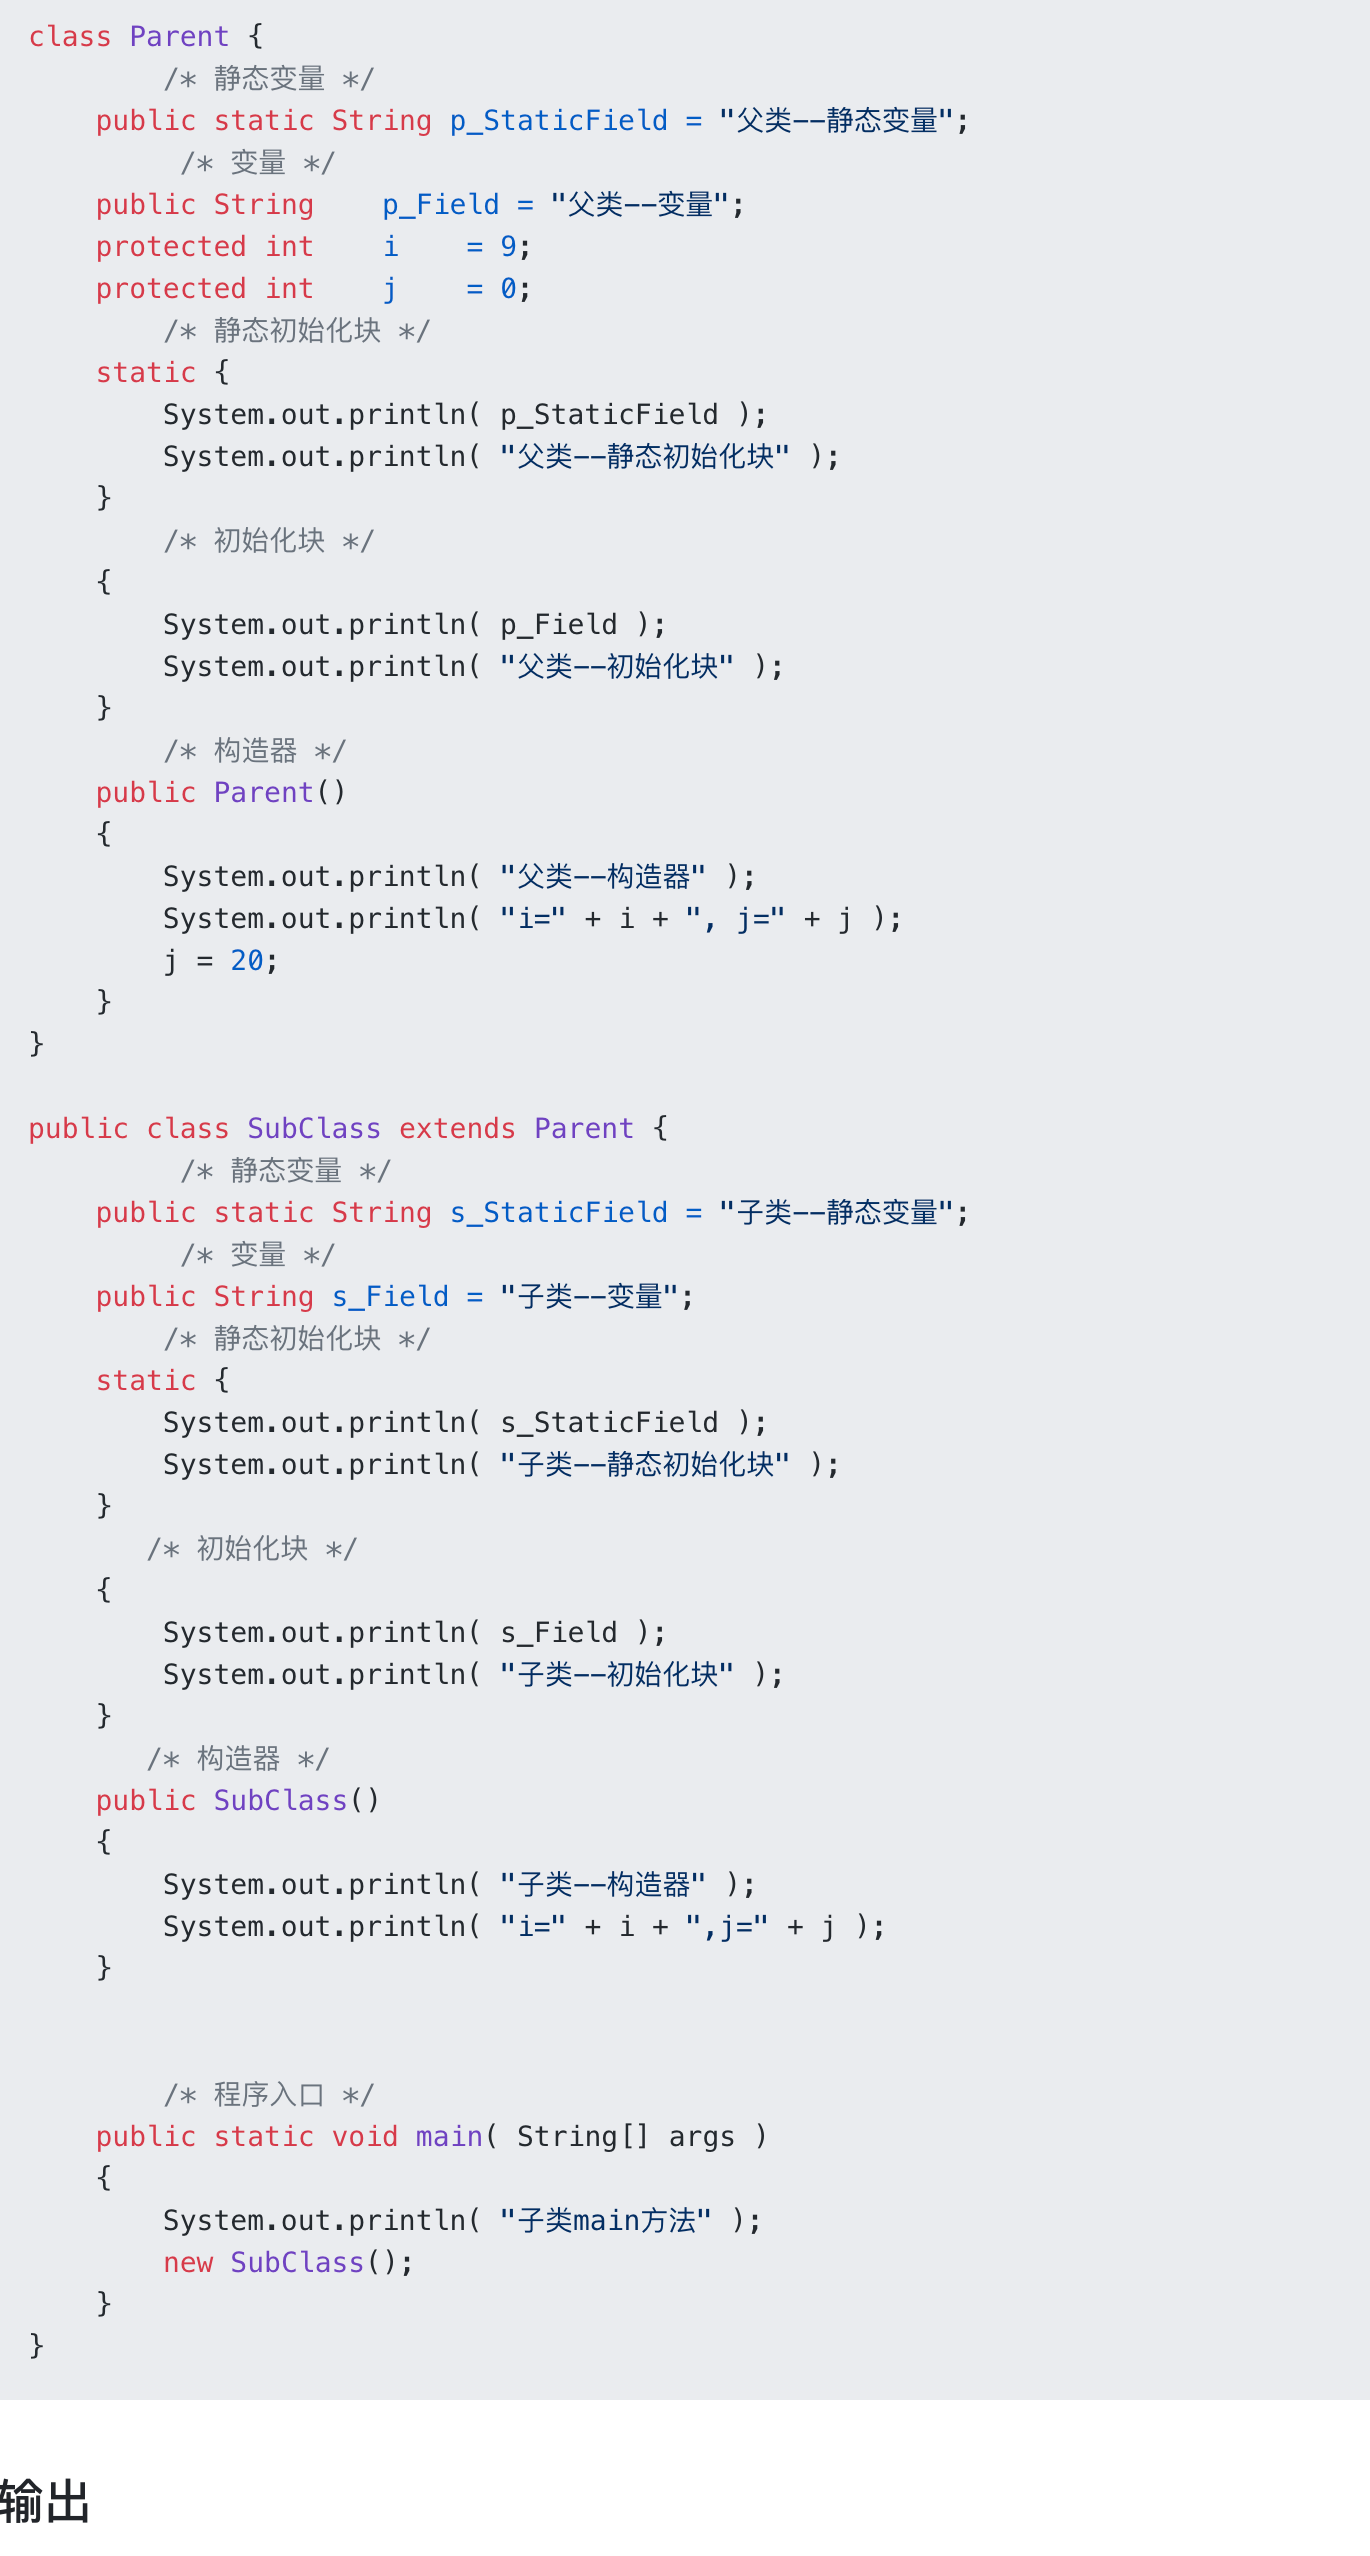 class Parent {
        /* 静态变量 */
    public static String p_StaticField = "父类--静态变量";
         /* 变量 */
    public String    p_Field = "父类--变量";
    protected int    i    = 9;
    protected int    j    = 0;
        /* 静态初始化块 */
    static {
        System.out.println( p_StaticField );
        System.out.println( "父类--静态初始化块" );
    }
        /* 初始化块 */
    {
        System.out.println( p_Field );
        System.out.println( "父类--初始化块" );
    }
        /* 构造器 */
    public Parent()
    {
        System.out.println( "父类--构造器" );
        System.out.println( "i=" + i + ", j=" + j );
        j = 20;
    }
}

public class SubClass extends Parent {
         /* 静态变量 */
    public static String s_StaticField = "子类--静态变量";
         /* 变量 */
    public String s_Field = "子类--变量";
        /* 静态初始化块 */
    static {
        System.out.println( s_StaticField );
        System.out.println( "子类--静态初始化块" );
    }
       /* 初始化块 */
    {
        System.out.println( s_Field );
        System.out.println( "子类--初始化块" );
    }
       /* 构造器 */
    public SubClass()
    {
        System.out.println( "子类--构造器" );
        System.out.println( "i=" + i + ",j=" + j );
    }


        /* 程序入口 */
    public static void main( String[] args )
    {
        System.out.println( "子类main方法" );
        new SubClass();
    }
}

输出